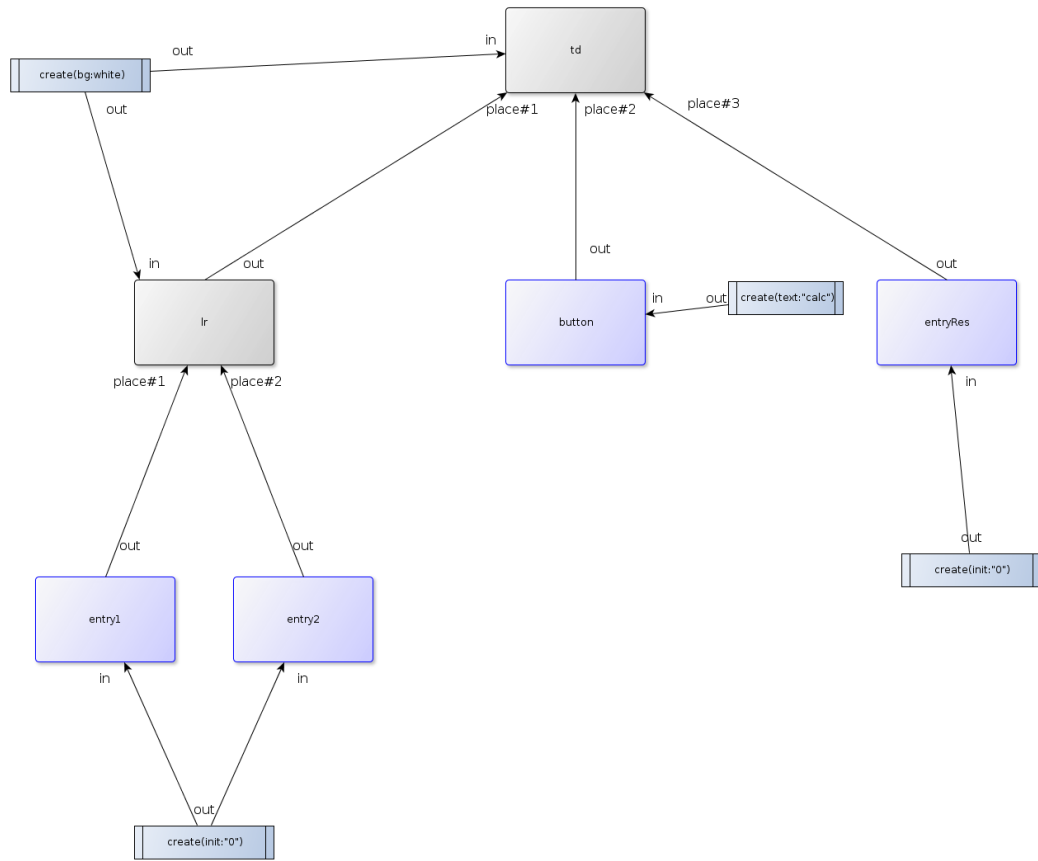 td
out
in
create(bg:white)
out
place#1
place#2
place#3
in
out
out
out
lr
button
in
out
create(text:"calc")
entryRes
place#1
place#2
in
out
out
out
create(init:"0")
entry1
entry2
in
in
out
create(init:"0")